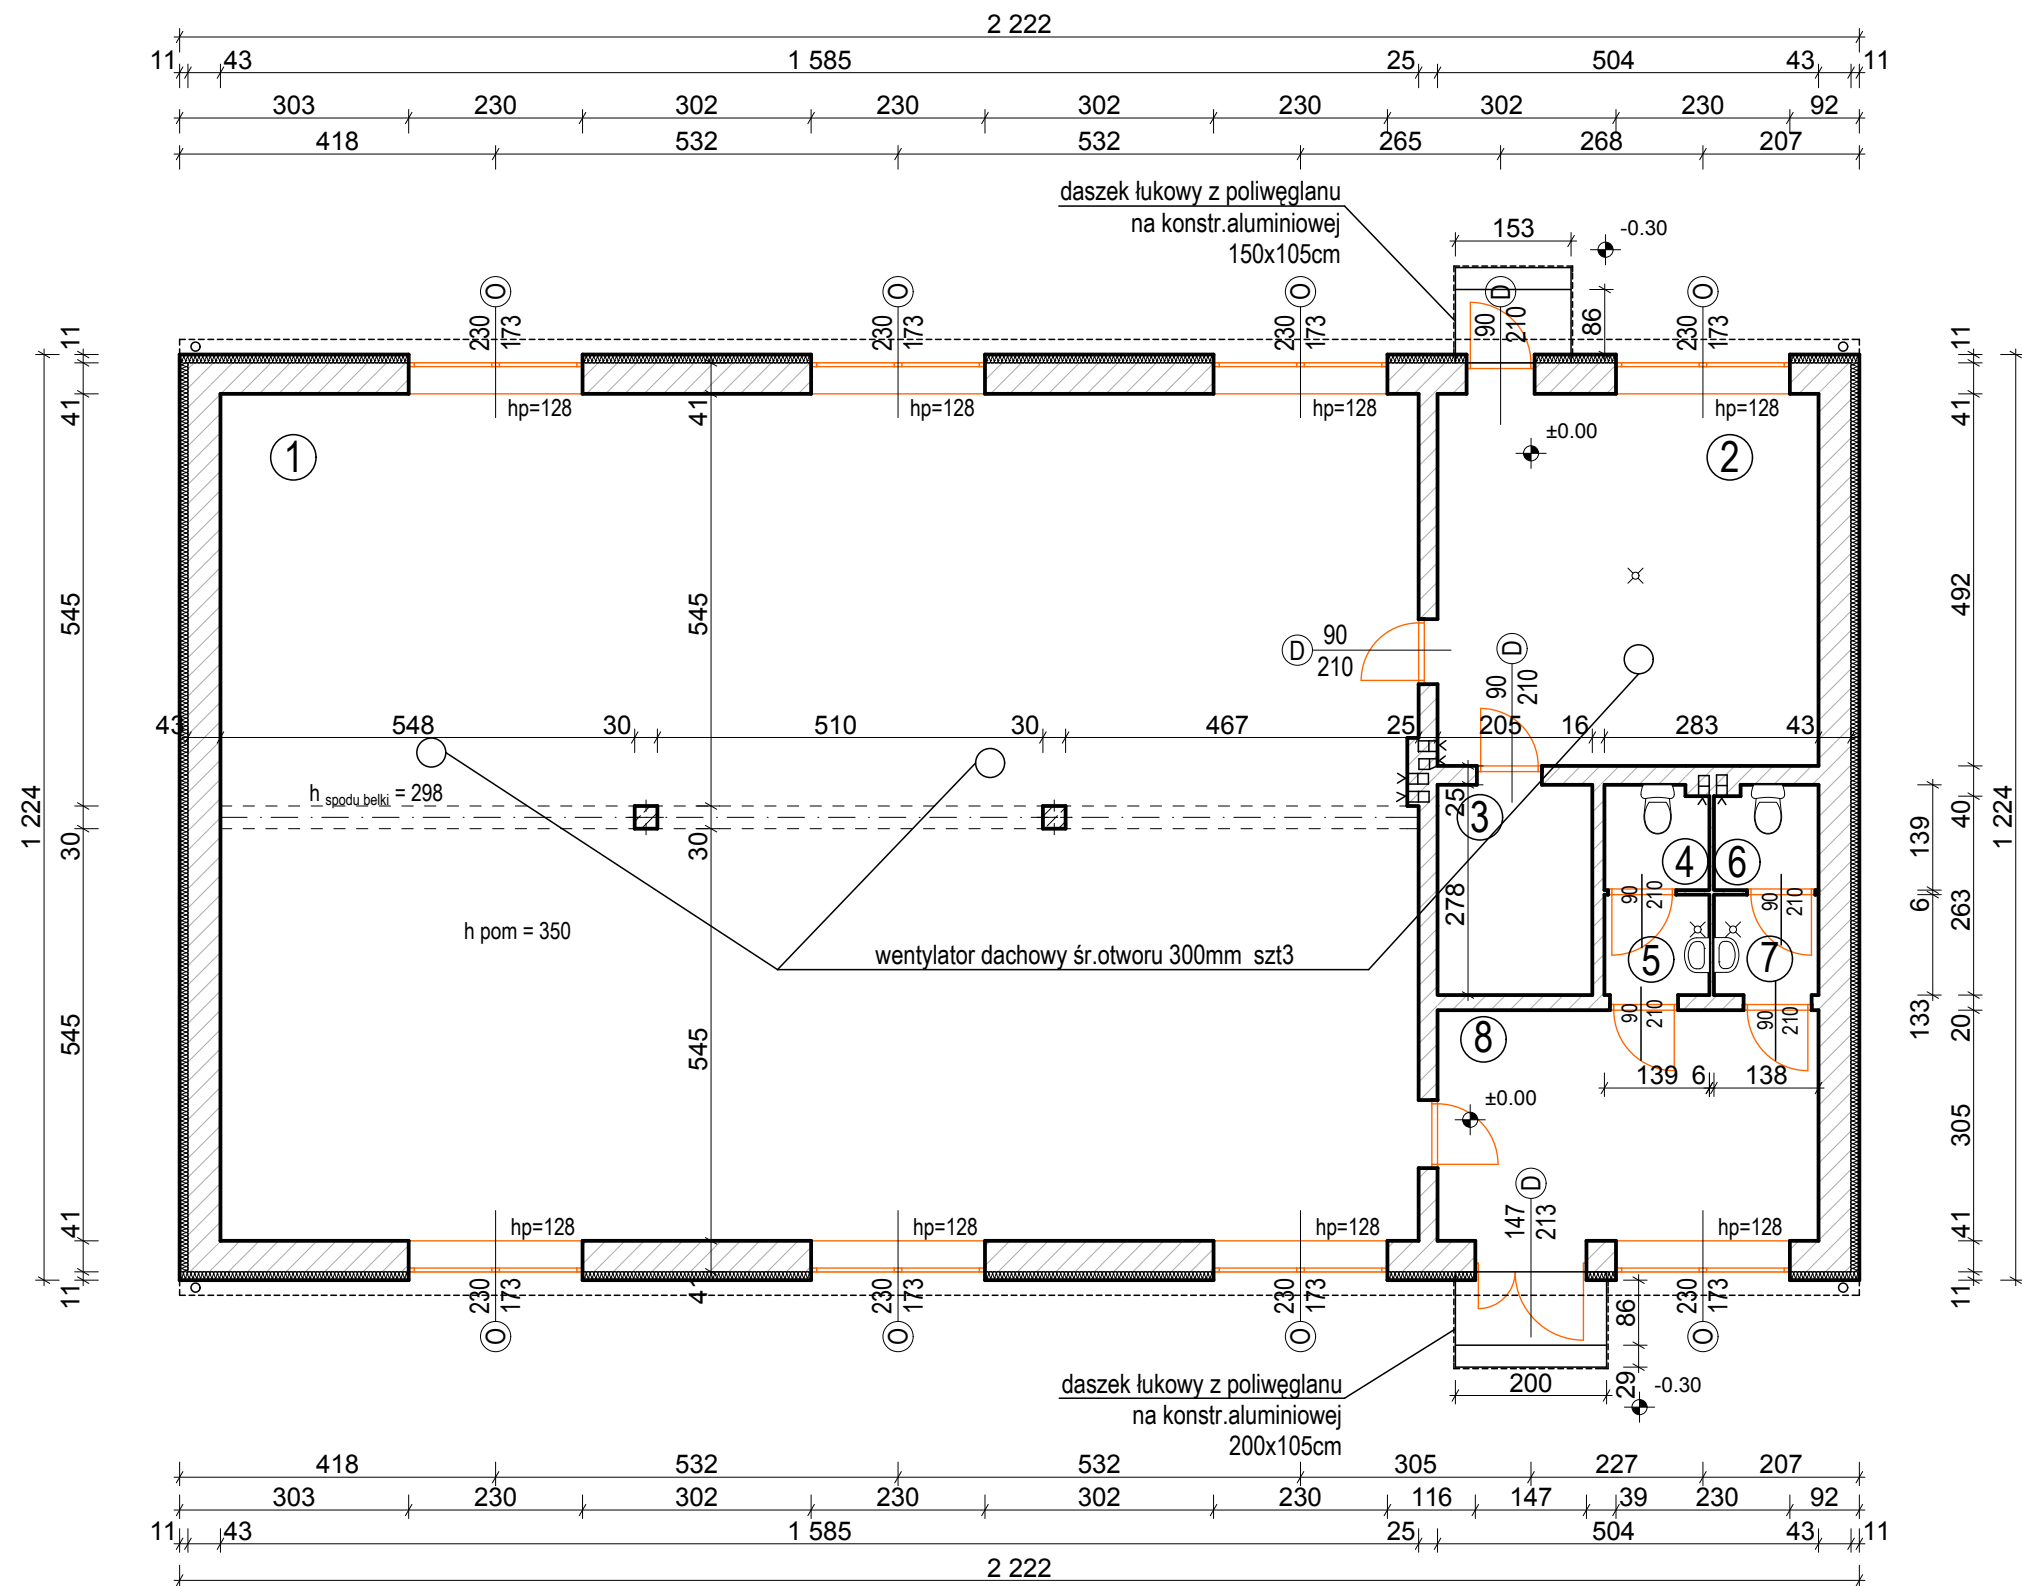 2 222
11 43 1 585 25 504 43 11
303 230 302 230 302 230 302 230 92
418 532 532 265 268 207
daszek łukowy z poliwęglanu
na konstr.aluminiowej
150x105cm
153
-0.30
86
O 230 173
O 230 173
O 230 173
D 90 210
O 230 173
hp=128
hp=128
hp=128
hp=128
11
41
545
30
545
41
11
1 224
1
2
±0.00
41
545
30
545
D 90 210
D 90 210
43 548 30 510 30 467 25 205 16 283 43
h spodu belki = 298
h pom = 350
wentylator dachowy śr.otworu 300mm szt3
3
25
278
4
6
90 210
90 210
5
7
90 210
90 210
8
139 6 138
±0.00
D 147 213
11
41
492
40
263
20
305
41
11
139
6
133
1 224
hp=128
hp=128
hp=128
hp=128
230 173 O
230 173 O
230 173 O
230 173 O
86
29
200
-0.30
daszek łukowy z poliwęglanu
na konstr.aluminiowej
200x105cm
418 532 532 305 227 207
303 230 302 230 302 230 116 147 39 230 92
11 43 1 585 25 504 43 11
2 222